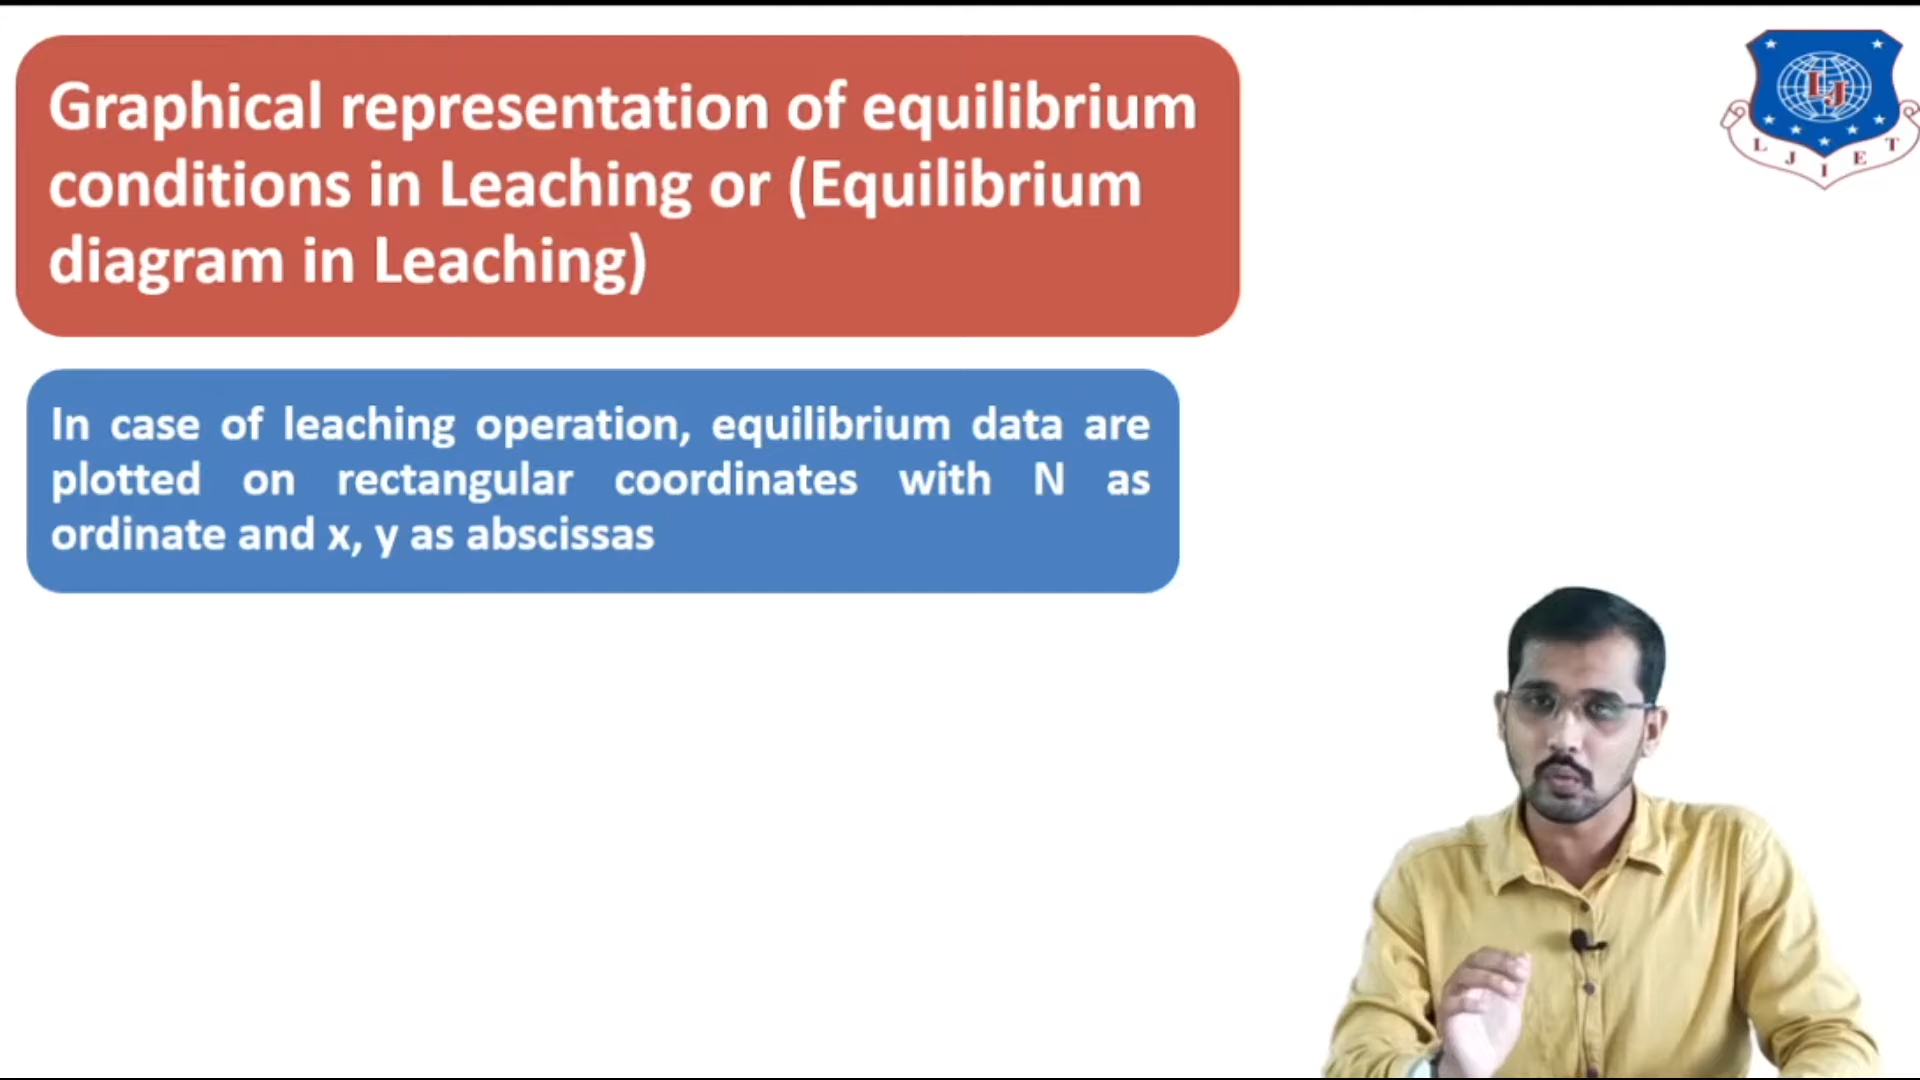 Graphical representation of equilibrium
conditions in Leaching or (Equilibrium
diagram in Leaching)
In case of leaching operation, equilibrium data are
plotted on rectangular coordinates with N as
ordinate and x, y as abscissas
LJ
L J I E T